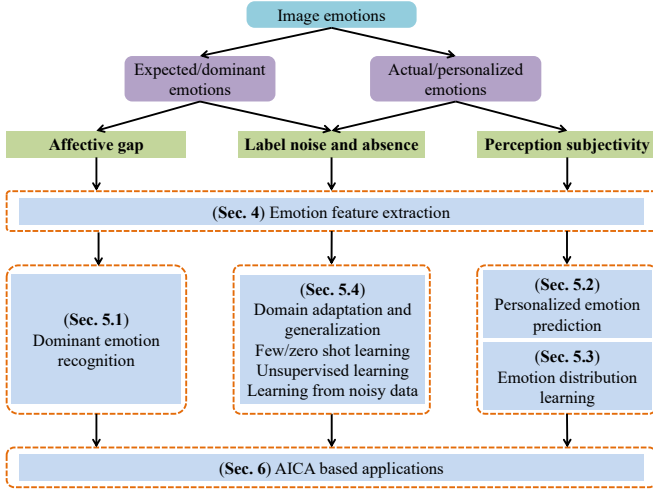 Image emotions
Expected/dominant
emotions
Actual/personalized
emotions
Affective gap
Label noise and absence
Perception subjectivity
(Sec. 4) Emotion feature extraction
(Sec. 5.1)
Dominant emotion
recognition
(Sec. 5.4)
Domain adaptation and
generalization
Few/zero shot learning
Unsupervised learning
Learning from noisy data
(Sec. 5.2)
Personalized emotion
prediction
(Sec. 5.3)
Emotion distribution
learning
(Sec. 6) AICA based applications